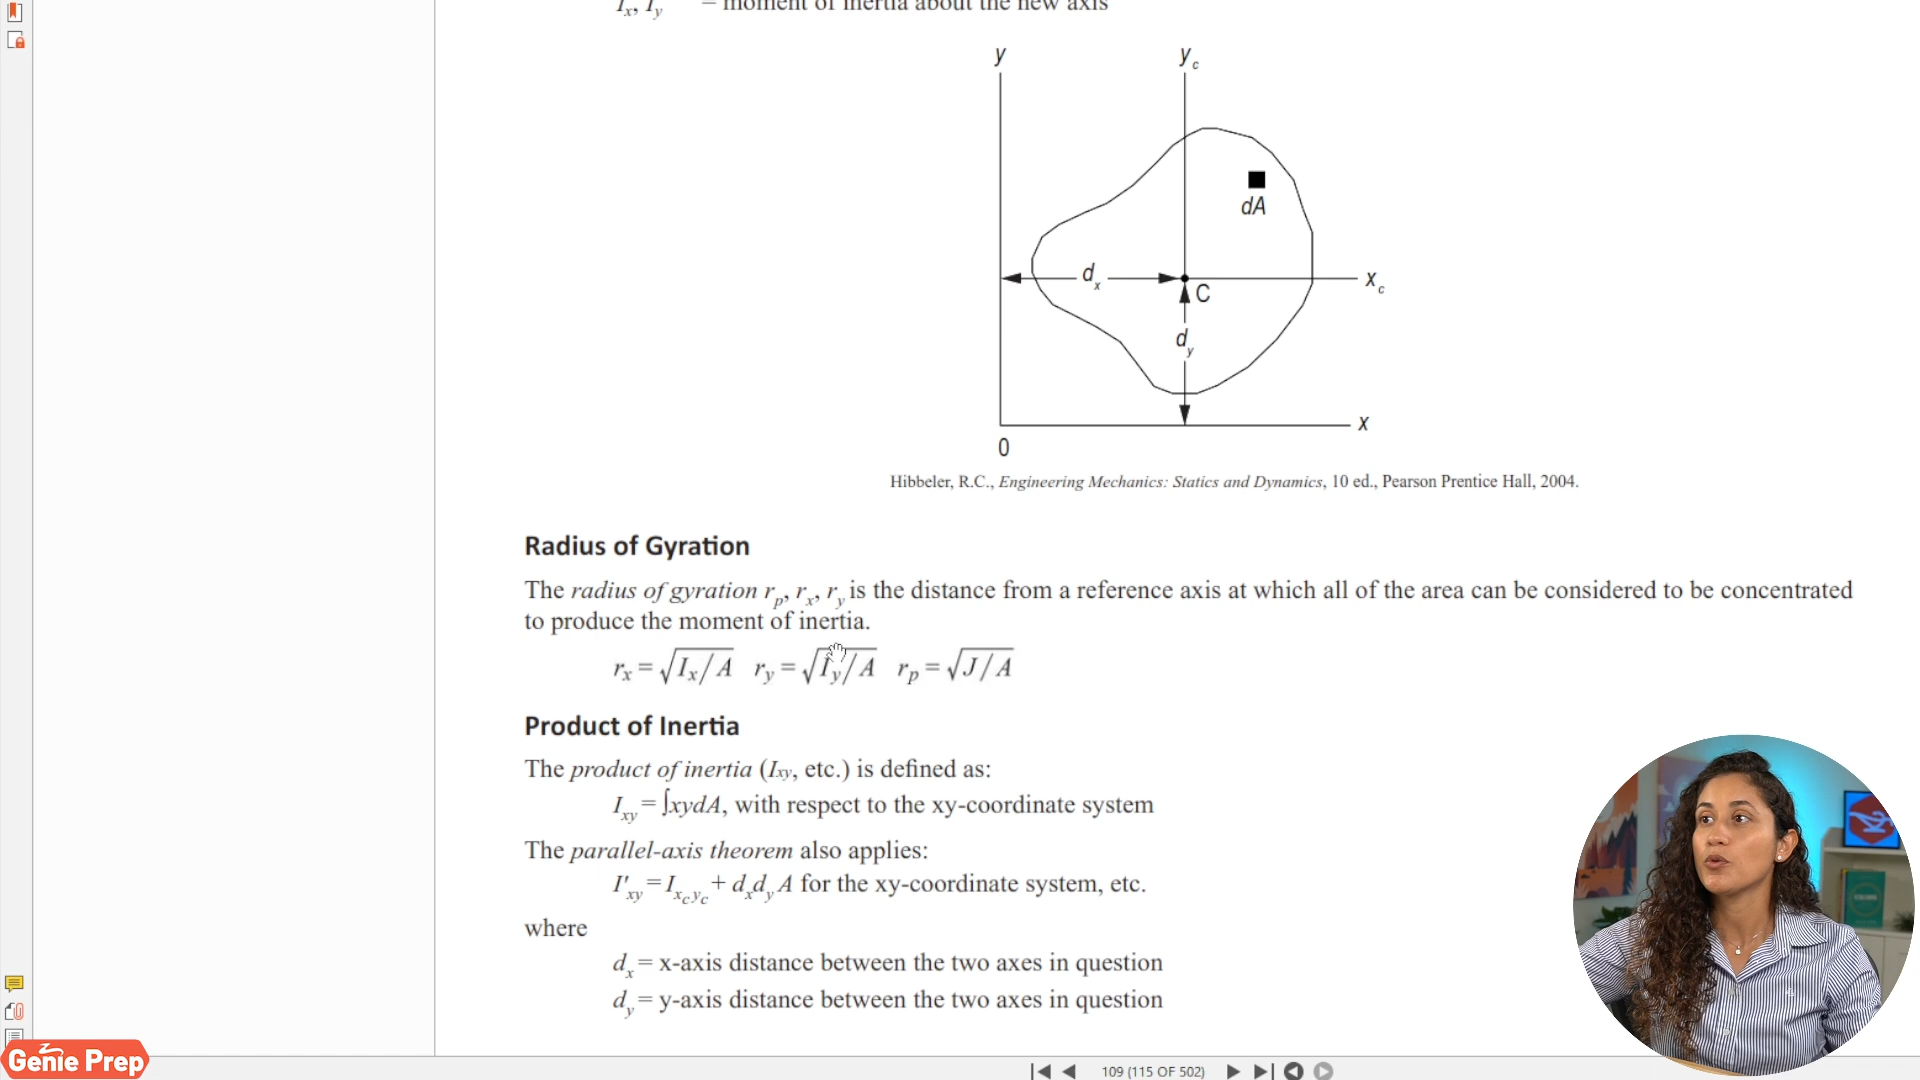 Ix, Iy = moment of inertia about the new axis
y
yc
dA
dx
xc
C
dy
x
0
Hibbeler, R.C., Engineering Mechanics: Statics and Dynamics, 10 ed., Pearson Prentice Hall, 2004.
Radius of Gyration
The radius of gyration rp, rx, ry is the distance from a reference axis at which all of the area can be considered to be concentrated
to produce the moment of inertia.
rx = √Ix/A ry = √Iy/A rp = √J/A
Product of Inertia
The product of inertia (Ixy, etc.) is defined as:
Ixy = ∫xydA, with respect to the xy-coordinate system
The parallel-axis theorem also applies:
I'xy = Ixcyc + dxdy A for the xy-coordinate system, etc.
where
dx = x-axis distance between the two axes in question
dy = y-axis distance between the two axes in question
Genie Prep
109 (115 OF 502)